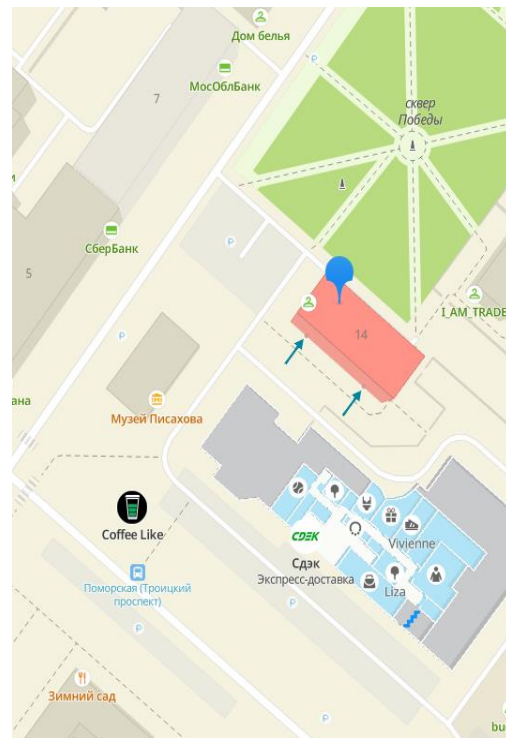 Дом белья
МосОблБанк
7
сквер
Победы
СберБанк
5
14
I_AM_TRADE
ана
Музей Писахова
Coffee Like
CDEK
Сдэк
Экспресс-доставка
Vivienne
Liza
Поморская (Троицкий
проспект)
Зимний сад
bu
P
P
P
P
P
P